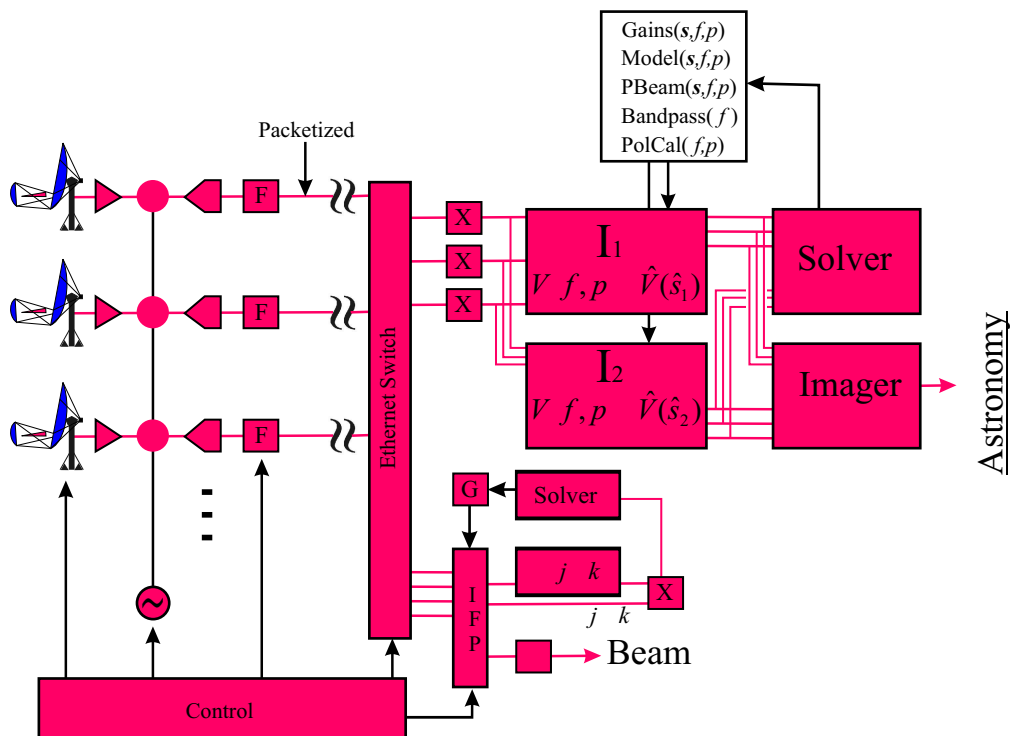 Gains(s,f,p)
Model(s,f,p)
PBeam(s,f,p)
Bandpass(f)
PolCal(f,p)
Packetized
F
F
F
Ethernet Switch
X
X
X
I₁
V f, p V̂(ŝ₁)
I₂
V f, p V̂(ŝ₂)
Solver
Imager
Astronomy
G
Solver
I
F
P
j k
X
j k
Beam
~
Control